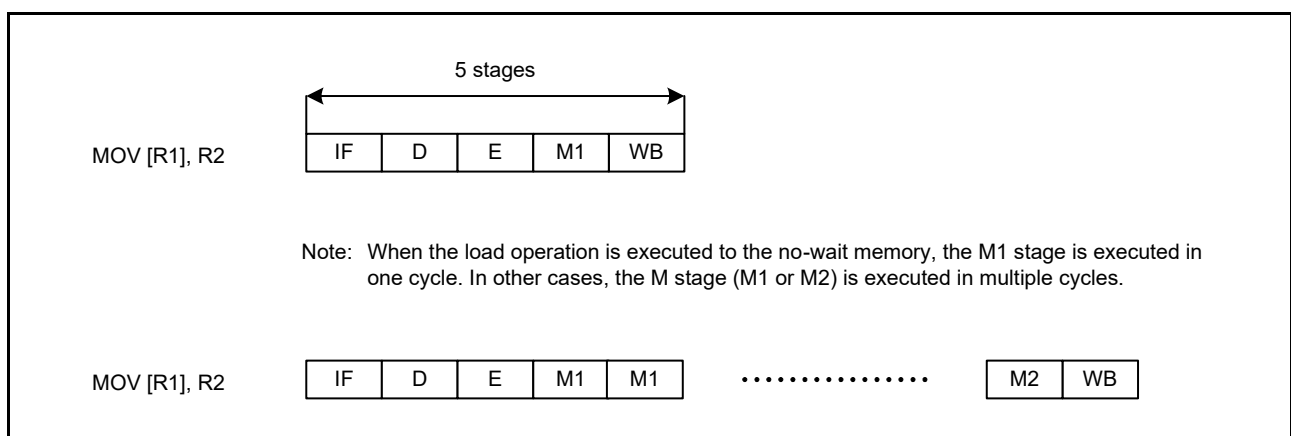 5 stages
MOV [R1], R2 IF D E M1 WB
Note: When the load operation is executed to the no-wait memory, the M1 stage is executed in
one cycle. In other cases, the M stage (M1 or M2) is executed in multiple cycles.
MOV [R1], R2 IF D E M1 M1 ................ M2 WB